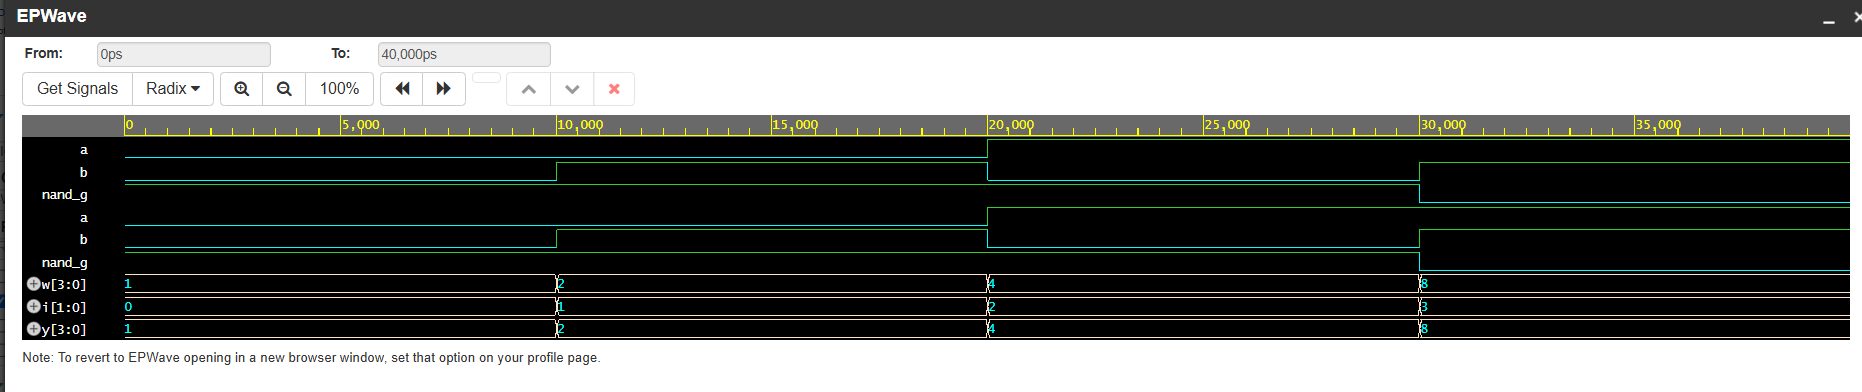 EPWave
From: 0ps To: 40,000ps
Get Signals Radix 100%
0 5,000 10,000 15,000 20,000 25,000 30,000 35,000
a
b
nand_g
a
b
nand_g
w[3:0] 1 2 4 8
i[1:0] 0 1 2 3
y[3:0] 1 2 4 8
Note: To revert to EPWave opening in a new browser window, set that option on your profile page.